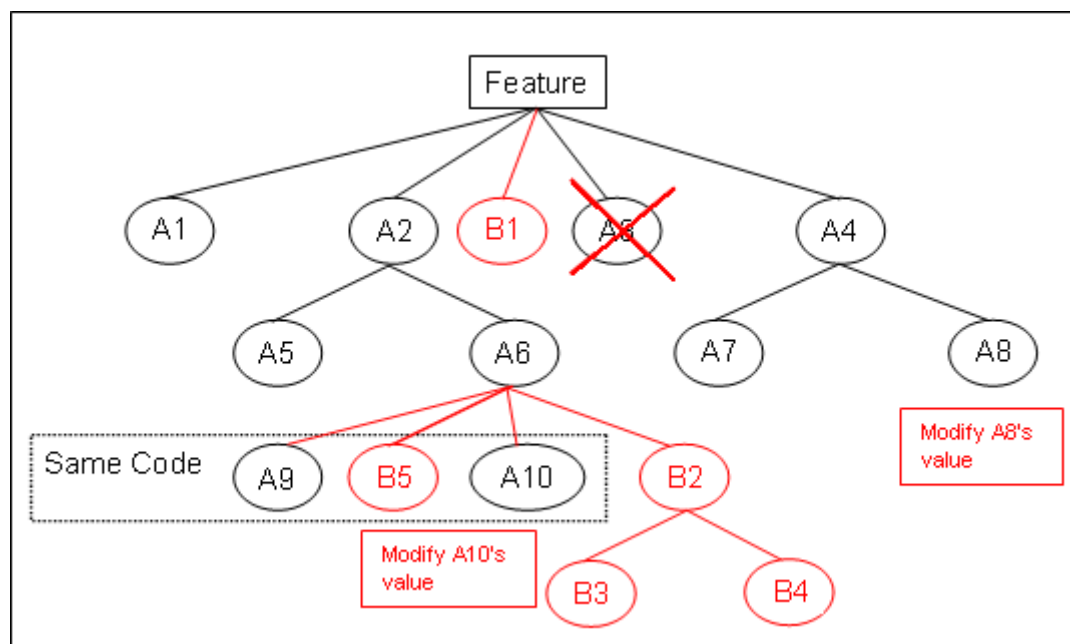 Feature
A1
A2
B1
A3
A4
A5
A6
A7
A8
Modify A8's
value
Same Code
A9
B5
A10
B2
Modify A10's
value
B3
B4